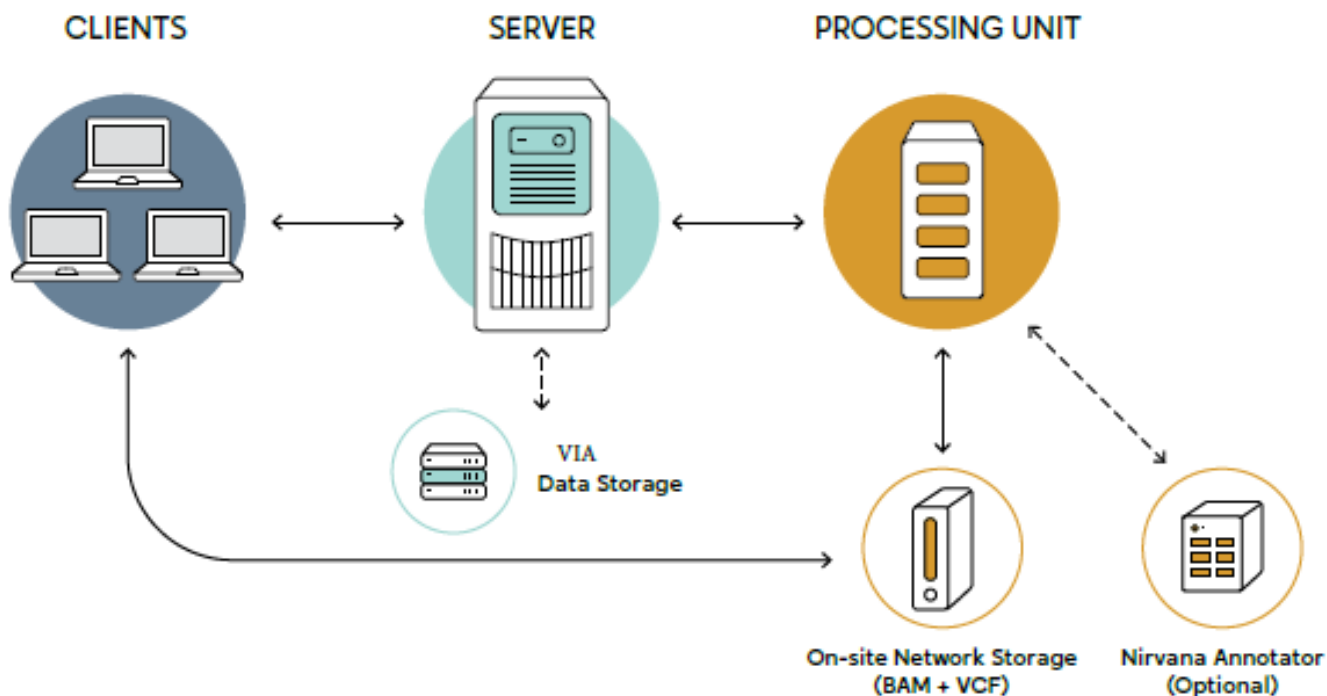 CLIENTS
SERVER
PROCESSING UNIT
VIA
Data Storage
On-site Network Storage
(BAM + VCF)
Nirvana Annotator
(Optional)